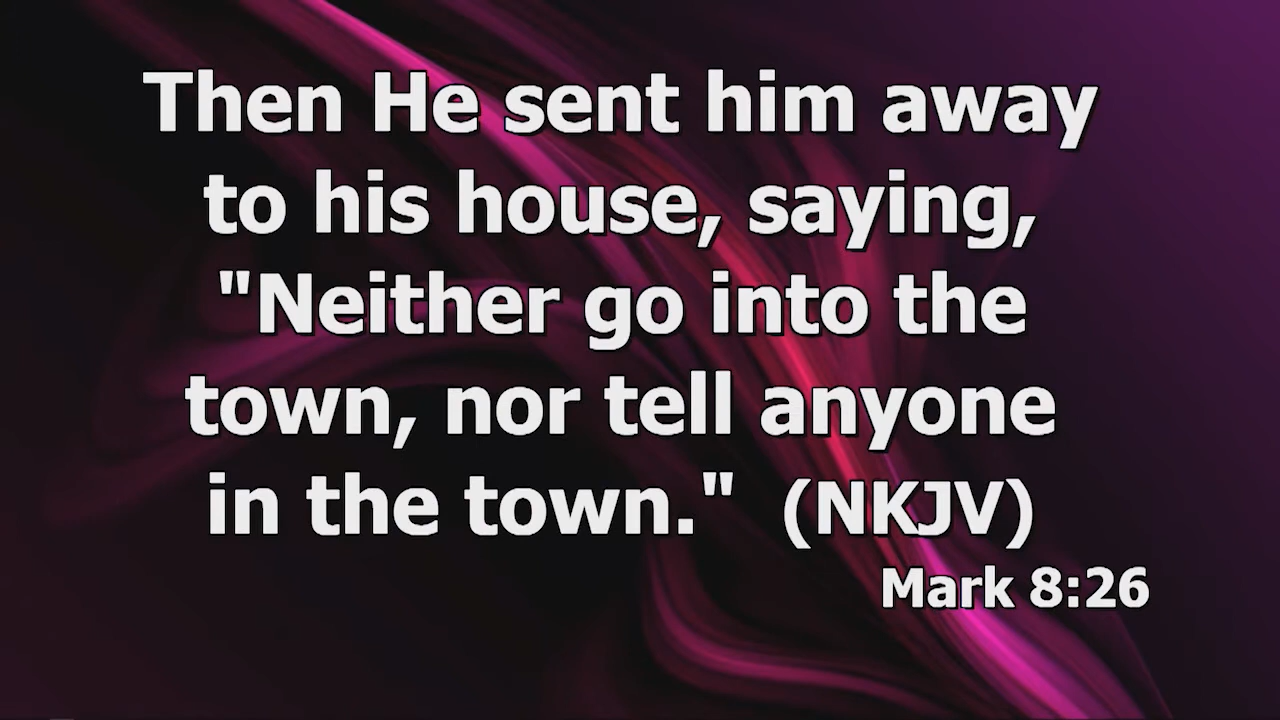 Then He sent him away
to his house, saying,
"Neither go into the
town, nor tell anyone
in the town."  (NKJV)
Mark 8:26